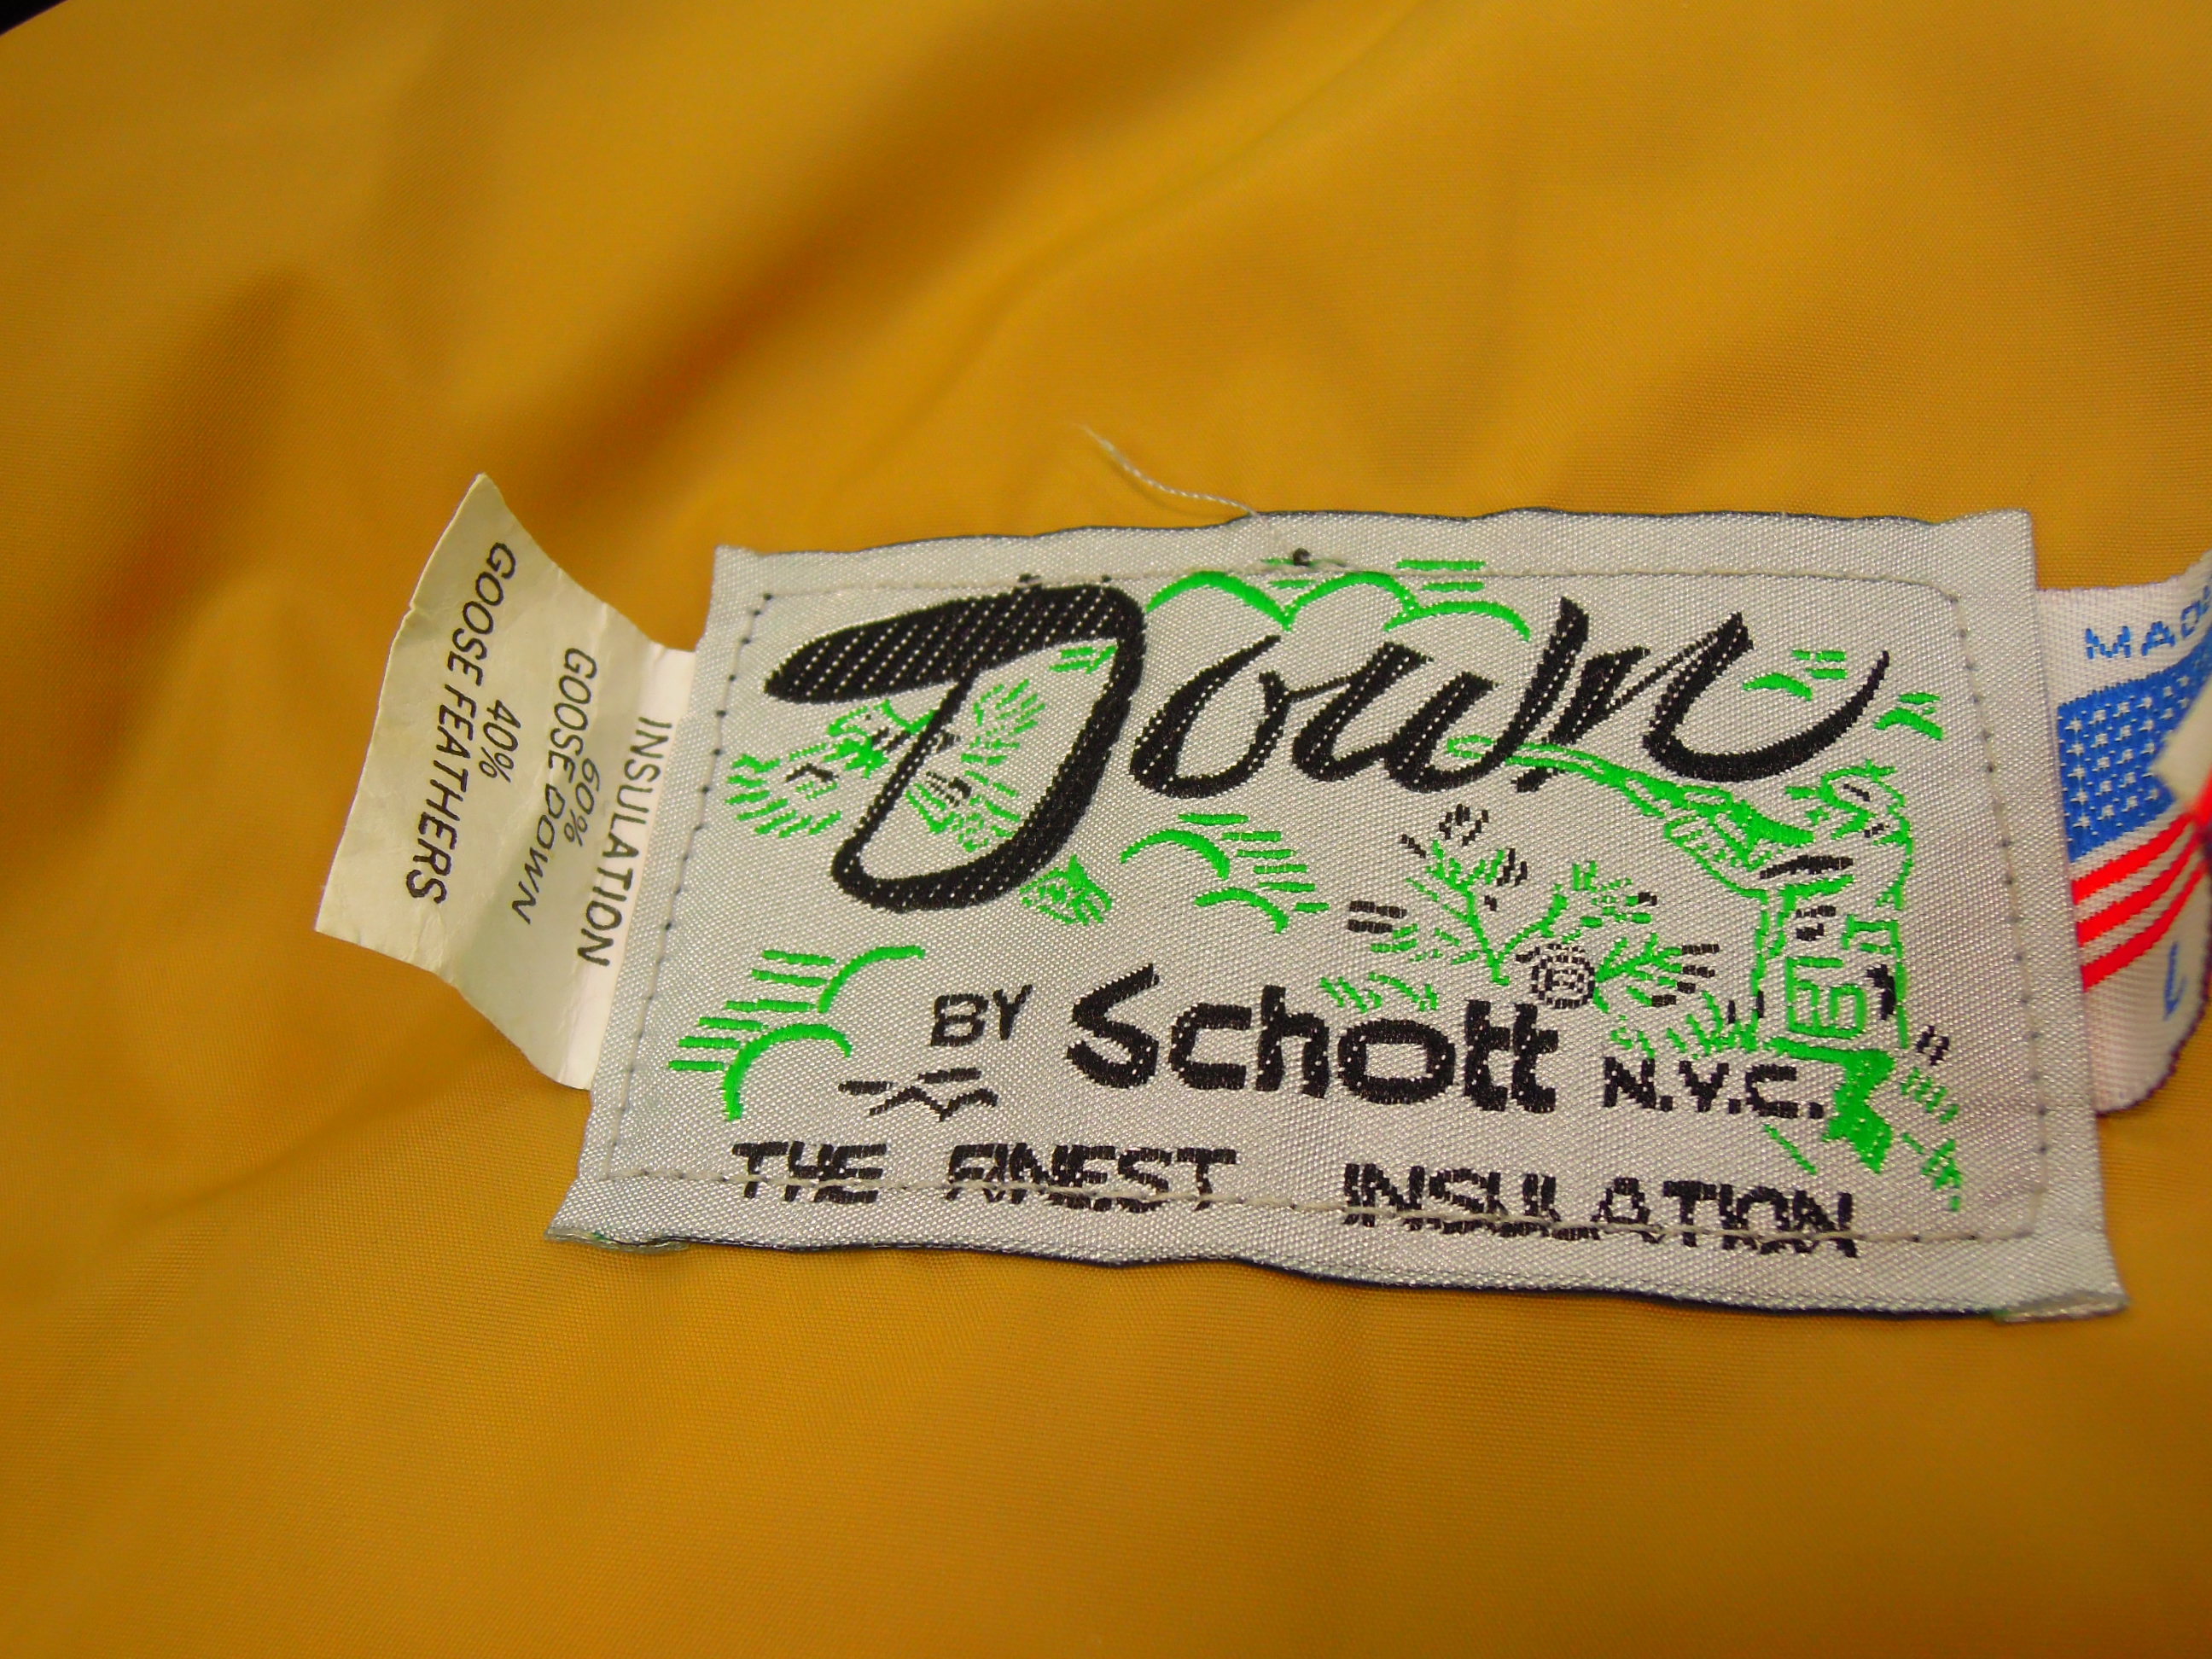 Down
BY Schott® N.Y.C.
THE FINEST INSULATION
INSULATION
60%
GOOSE DOWN
40%
GOOSE FEATHERS
L